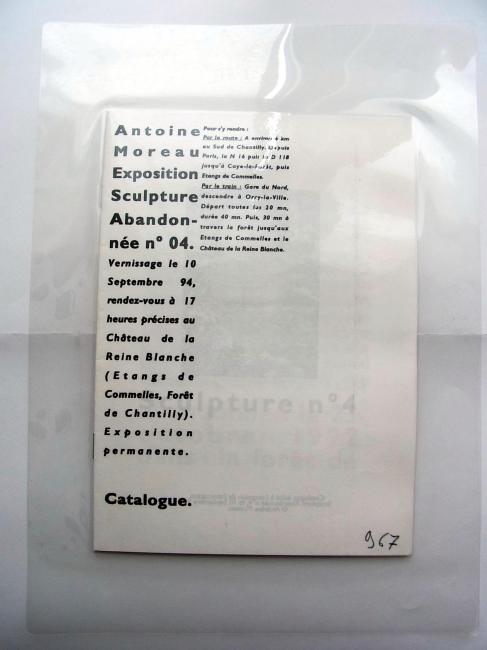 Antoine
Moreau
Exposition
Sculpture
Abandon-
née n° 04.
Vernissage le 10
Septembre 94,
rendez-vous à 17
heures précises au
Château de la
Reine Blanche
(Etangs de
Commelles, Forêt
de Chantilly).
Exposition
permanente.
Catalogue.
Pour s'y rendre :
Par la route : A environ 6 km
au Sud de Chantilly. Depuis
Paris, la N 16 puis la D 118
jusqu'à Coye-la-Forêt, puis
Etangs de Commelles.
Par le train : Gare du Nord,
descendre à Orry-la-Ville.
Départ toutes les 30 mn,
durée 40 mn. Puis, 30 mn à
travers la forêt jusqu'aux
Etangs de Commelles et le
Château de la Reine Blanche.
lpture n°4
967